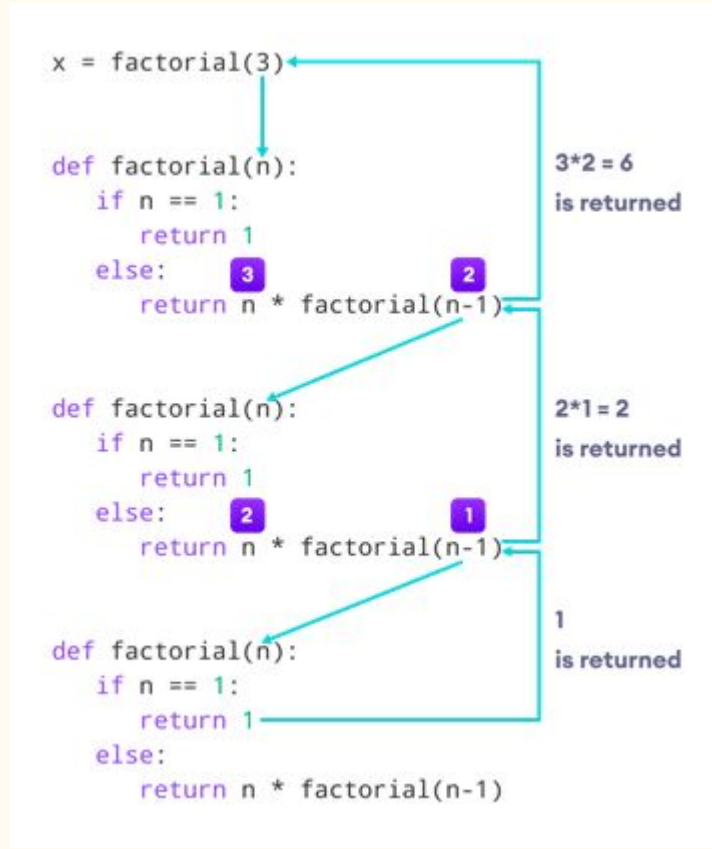 x = factorial(3)
def factorial(n):
if n == 1:
return 1
else:
3 2
return n * factorial(n-1)
3*2 = 6
is returned
def factorial(n):
if n == 1:
return 1
else:
2 1
return n * factorial(n-1)
2*1 = 2
is returned
def factorial(n):
if n == 1:
return 1
else:
return n * factorial(n-1)
1
is returned